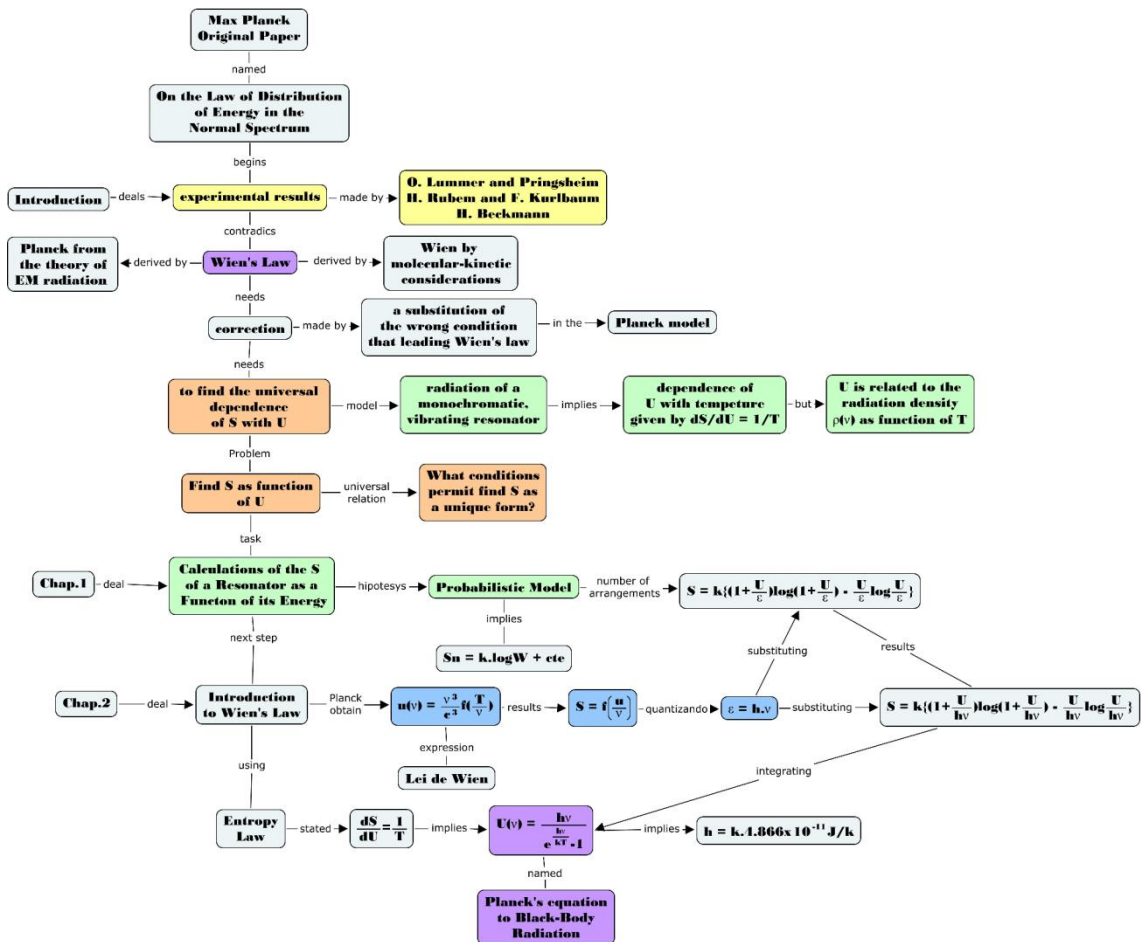 Max Planck
Original Paper
named
On the Law of Distribution
of Energy in the
Normal Spectrum
begins
Introduction
deals
experimental results
made by
O. Lummer and Pringsheim
H. Rubem and F. Kurlbaum
H. Beckmann
contradicts
Planck from
the theory of
EM radiation
derived by
Wien's Law
derived by
Wien by
molecular-kinetic
considerations
needs
correction
made by
a substitution of
the wrong condition
that leading Wien's law
in the
Planck model
needs
to find the universal
dependence
of S with U
model
radiation of a
monochromatic,
vibrating resonator
implies
dependence of
U with tempeture
given by dS/dU = 1/T
but
U is related to the
radiation density
ρ(ν) as function of T
Problem
Find S as function
of U
universal
relation
What conditions
permit find S as
a unique form?
task
Chap.1
deal
Calculations of the S
of a Resonator as a
Functon of its Energy
hipotesys
Probabilistic Model
number of
arrangements
S = k{(1+U/ε)log(1+U/ε) - U/ε log U/ε}
implies
Sn = k.logW + cte
next step
substituting
results
Chap.2
deal
Introduction
to Wien's Law
Planck
obtain
u(ν) = ν³/c³ f(T/ν)
results
S = f(u/ν)
quantizando
ε = h.ν
substituting
S = k{(1+U/hν)log(1+U/hν) - U/hν log U/hν}
expression
Lei de Wien
using
integrating
Entropy
Law
stated
dS/dU = 1/T
implies
U(ν) = hν/e^(hν/kT) -1
implies
h = k.4.866x10⁻¹¹J/k
named
Planck's equation
to Black-Body
Radiation